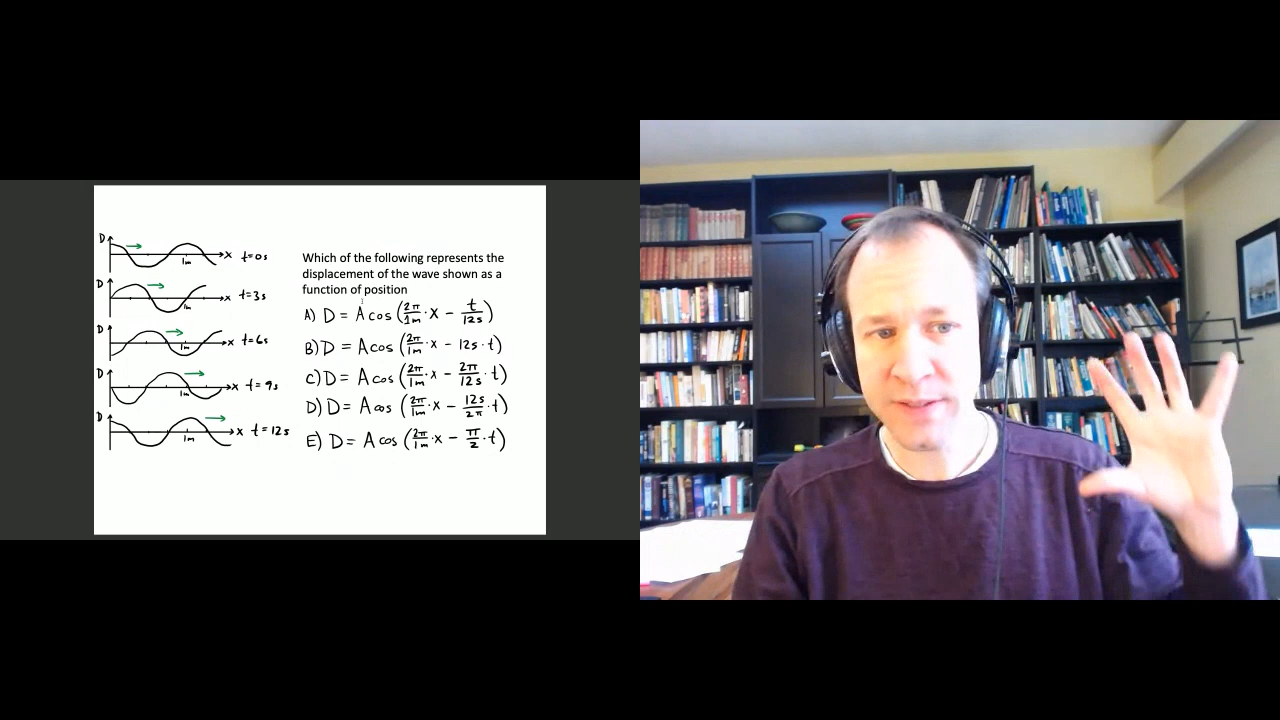 D
x t=0s
1m
D
x t=3s
1m
D
x t=6s
1m
D
x t=9s
1m
D
x t=12s
1m
Which of the following represents the
displacement of the wave shown as a
function of position
A) D = A cos (2π/1m · x − t/12s)
B) D = A cos (2π/1m · x − 12s · t)
C) D = A cos (2π/1m · x − 2π/12s · t)
D) D = A cos (2π/1m · x − 12s/2π · t)
E) D = A cos (2π/1m · x − π/2 · t)